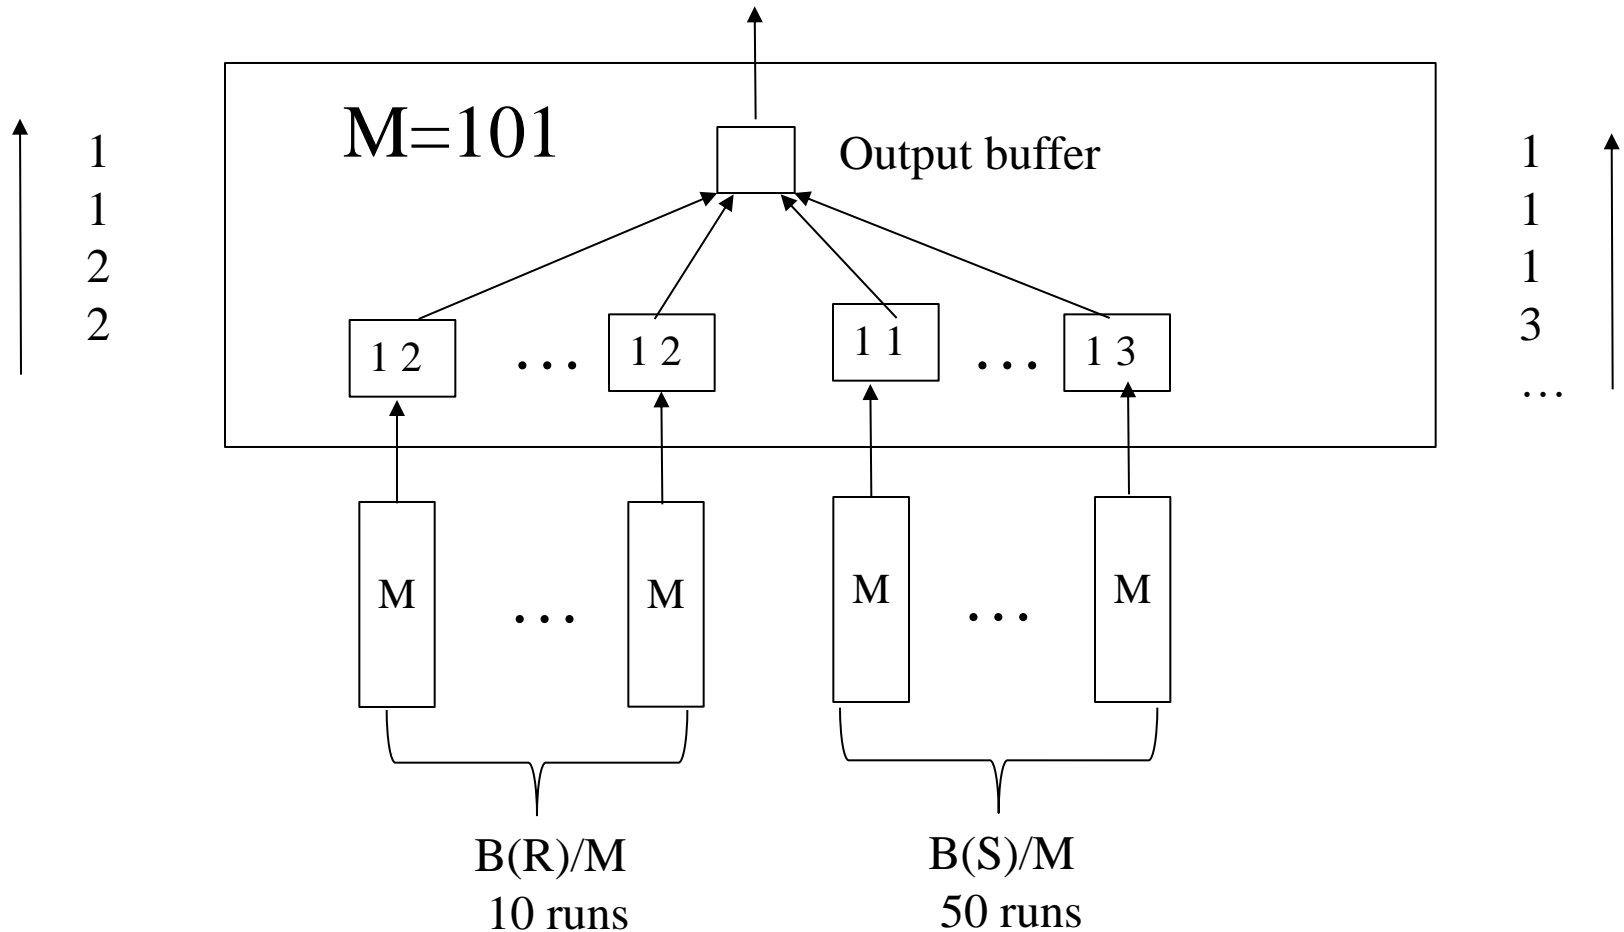 M=101
Output buffer
1
1
2
2
1
1
1
3
…
1 2
…
1 2
1 1
…
1 3
M
…
M
M
…
M
B(R)/M
10 runs
B(S)/M
50 runs